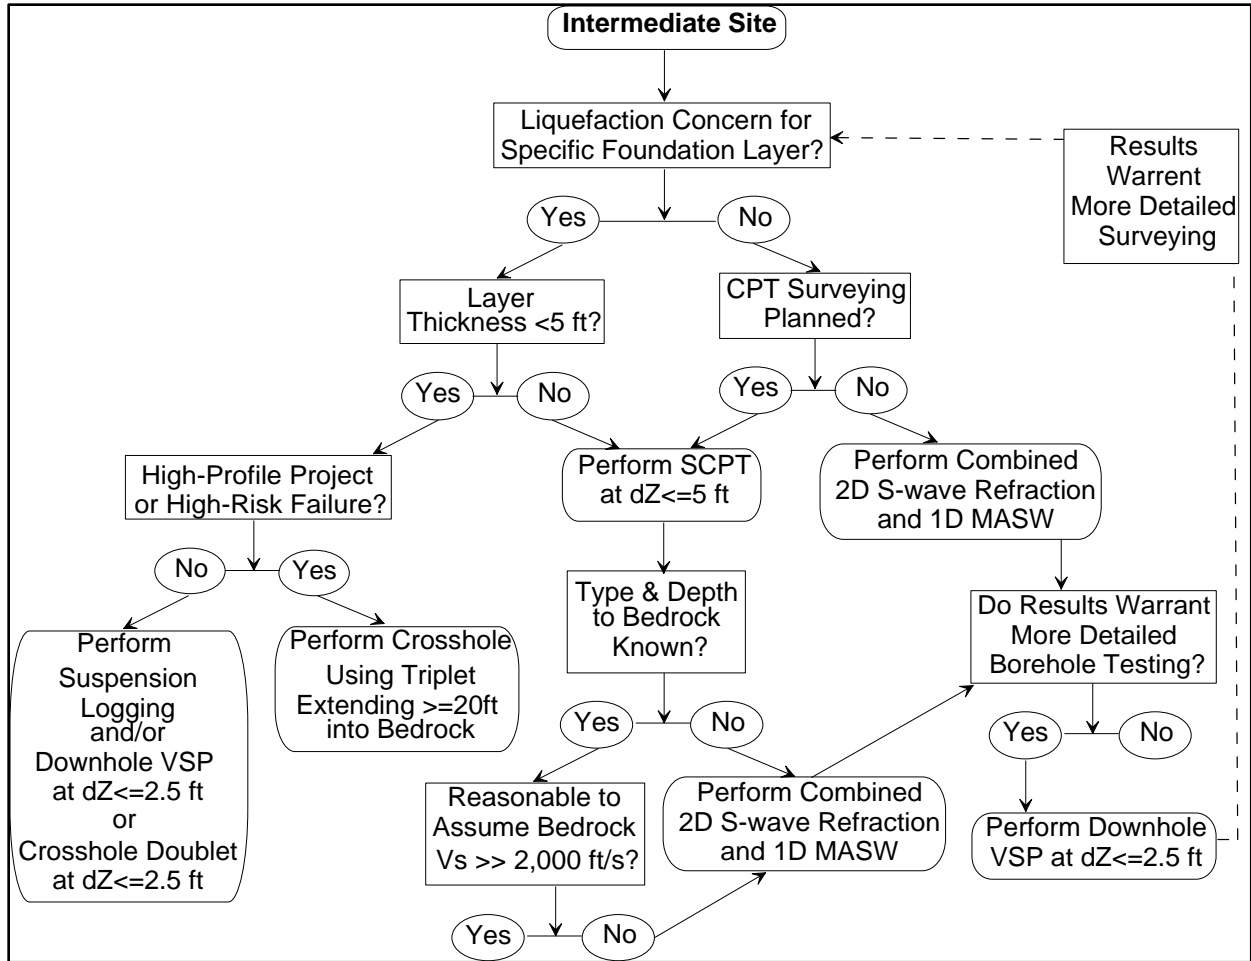 Intermediate Site
Liquefaction Concern for
Specific Foundation Layer?
Results
Warrent
More Detailed
Surveying
Yes
No
Layer
Thickness <5 ft?
CPT Surveying
Planned?
Yes
No
Yes
No
High-Profile Project
or High-Risk Failure?
Perform SCPT
at dZ<=5 ft
Perform Combined
2D S-wave Refraction
and 1D MASW
No
Yes
Type & Depth
to Bedrock
Known?
Do Results Warrant
More Detailed
Borehole Testing?
Perform
Suspension
Logging
and/or
Downhole VSP
at dZ<=2.5 ft
or
Crosshole Doublet
at dZ<=2.5 ft
Perform Crosshole
Using Triplet
Extending >=20ft
into Bedrock
Yes
No
Yes
No
Reasonable to
Assume Bedrock
Vs >> 2,000 ft/s?
Perform Combined
2D S-wave Refraction
and 1D MASW
Perform Downhole
VSP at dZ<=2.5 ft
Yes
No